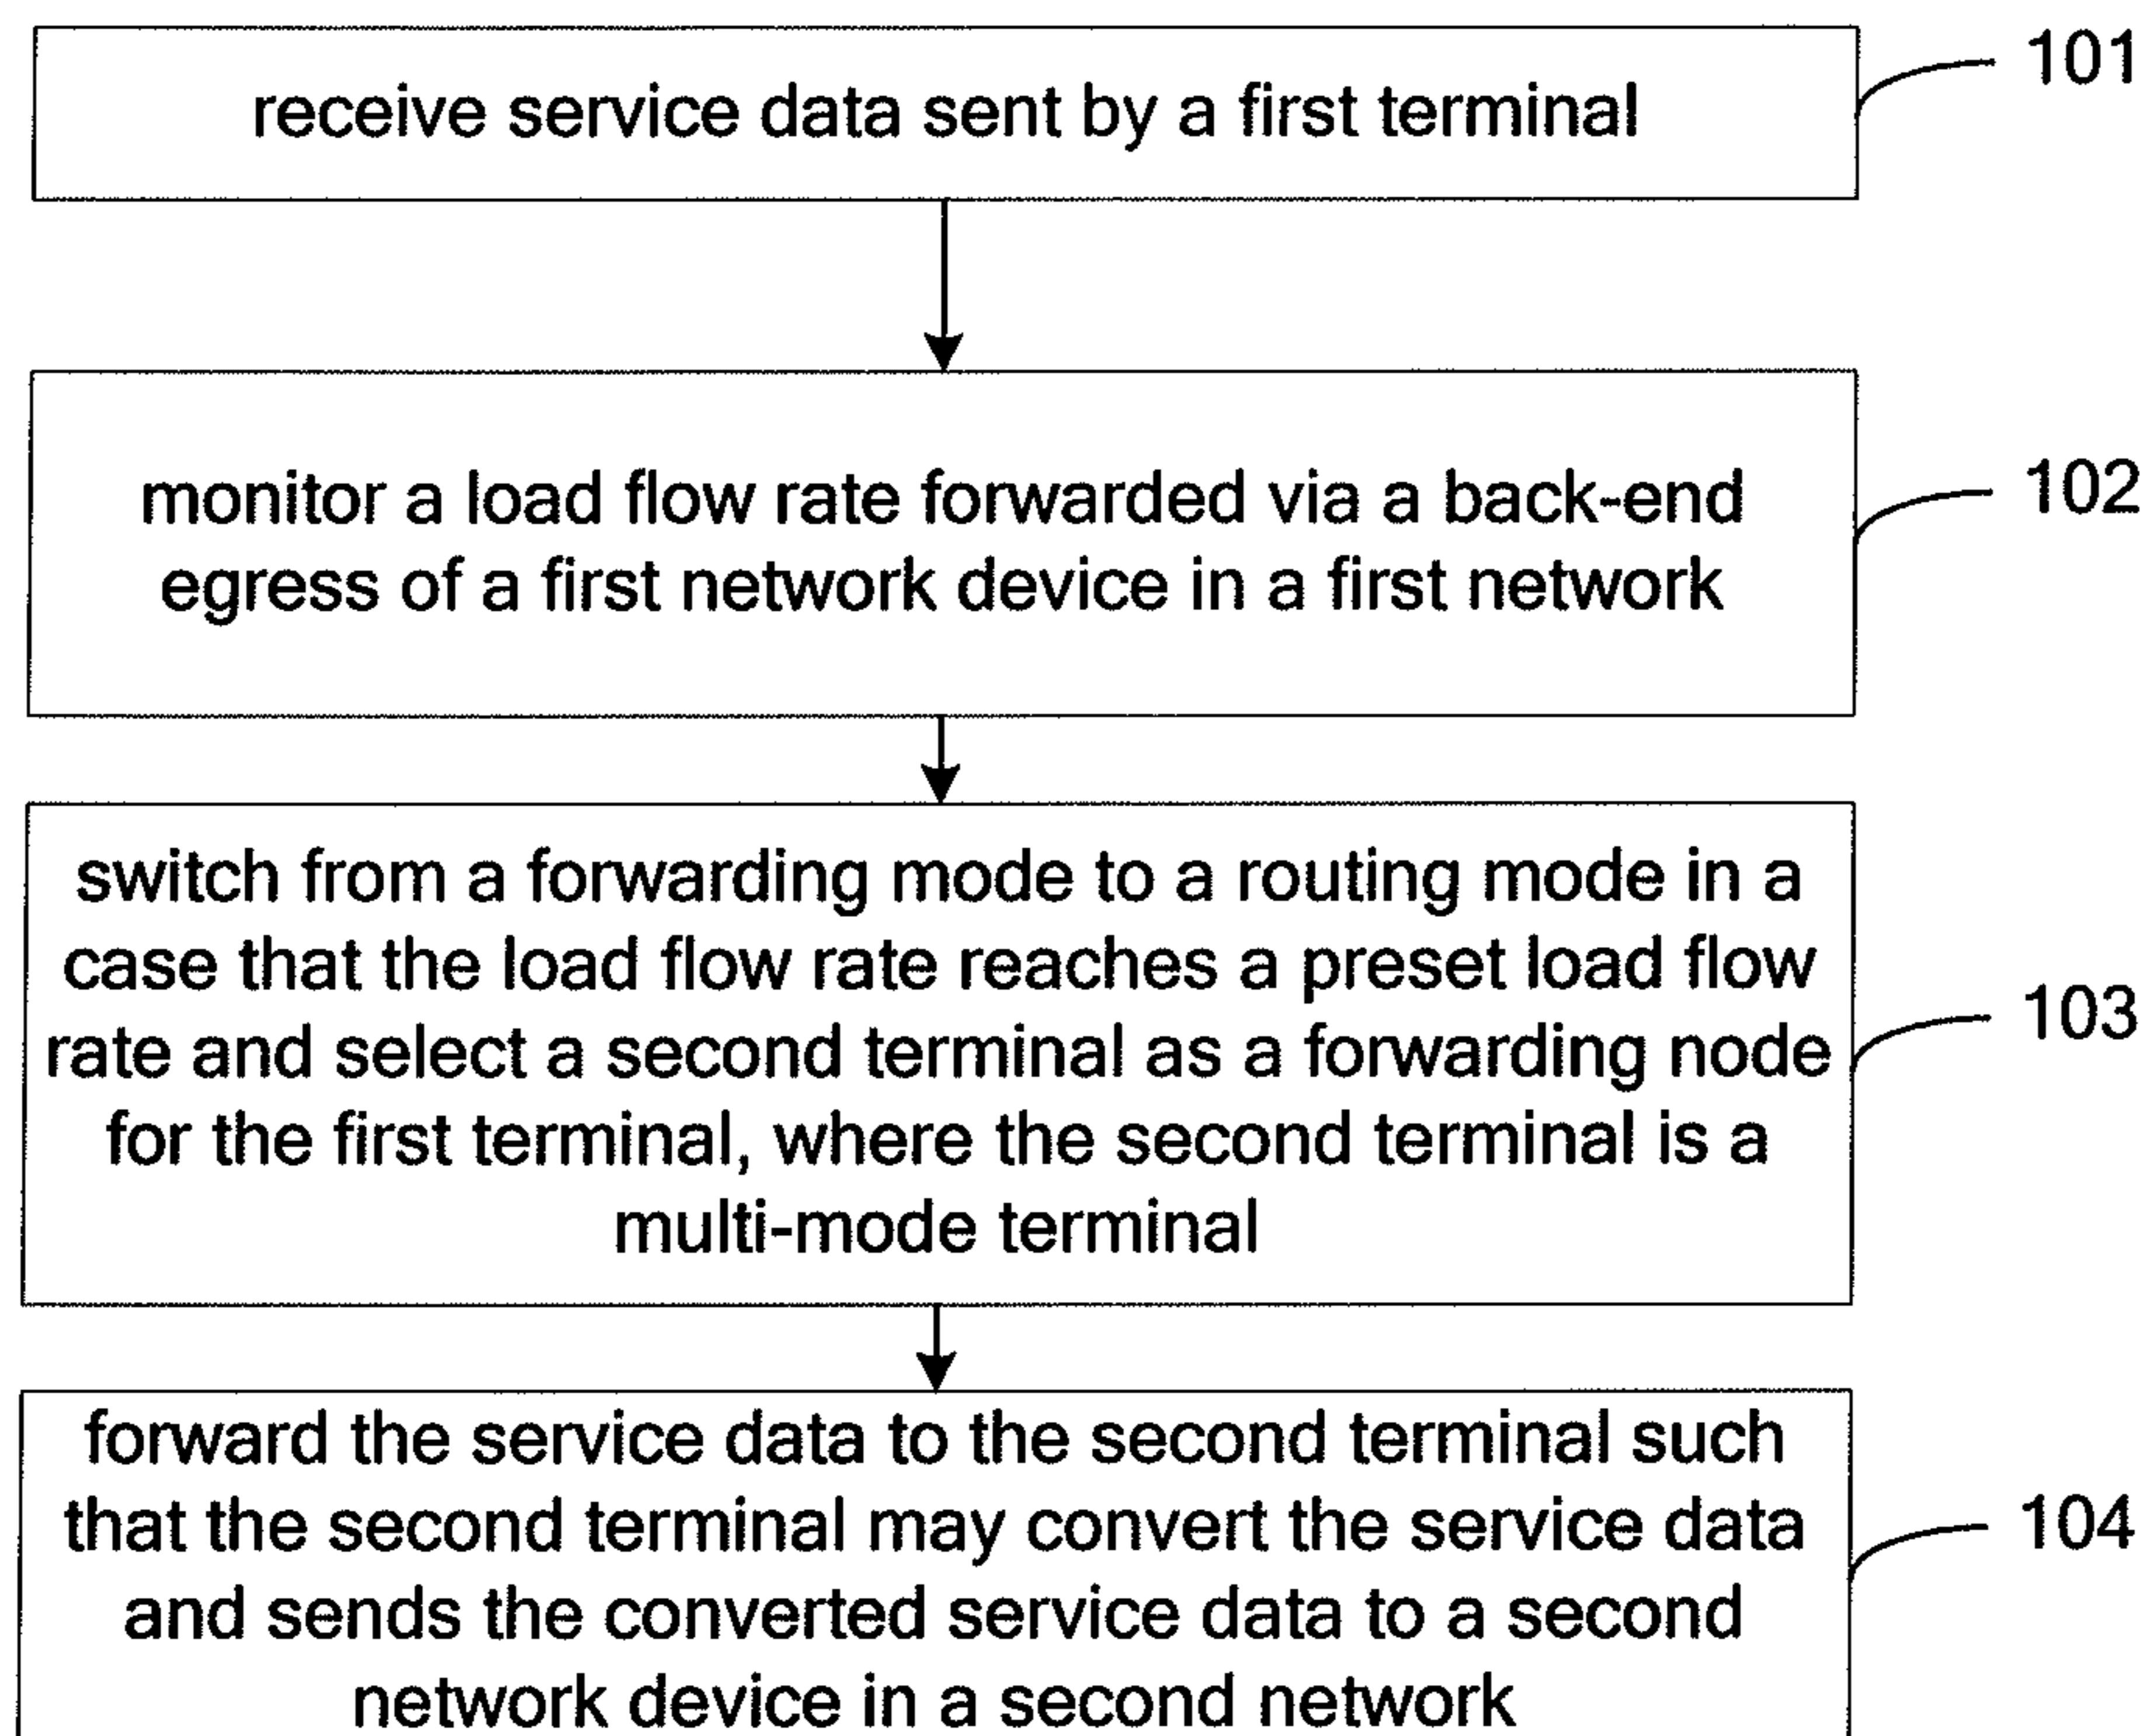 receive service data sent by a first terminal
101
monitor a load flow rate forwarded via a back-end
egress of a first network device in a first network
102
switch from a forwarding mode to a routing mode in a
case that the load flow rate reaches a preset load flow
rate and select a second terminal as a forwarding node
for the first terminal, where the second terminal is a
multi-mode terminal
103
forward the service data to the second terminal such
that the second terminal may convert the service data
and sends the converted service data to a second
network device in a second network
104